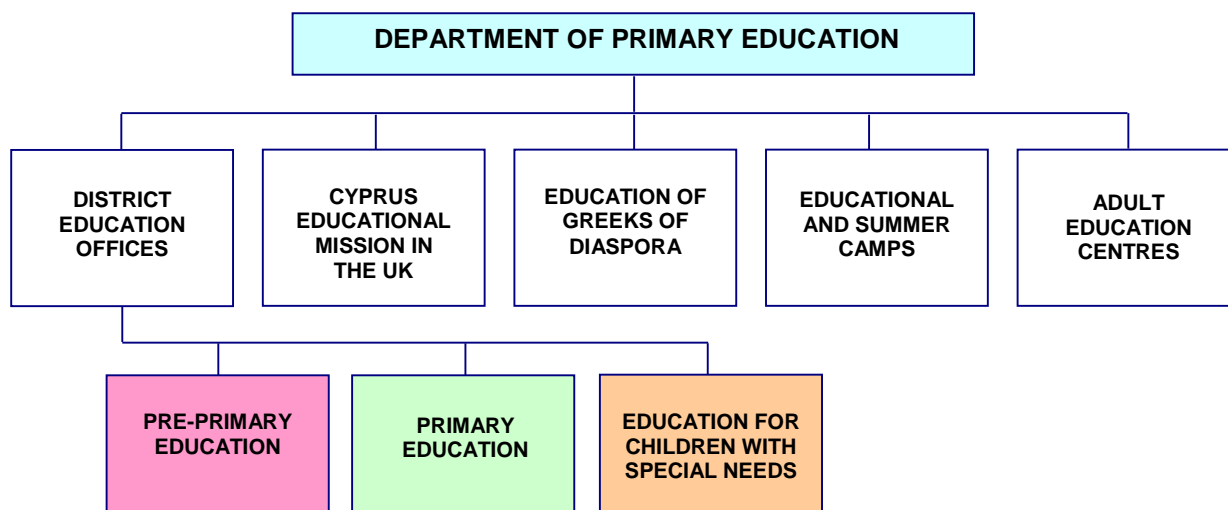 DEPARTMENT OF PRIMARY EDUCATION
DISTRICT
EDUCATION
OFFICES
CYPRUS
EDUCATIONAL
MISSION IN
THE UK
EDUCATION OF
GREEKS OF
DIASPORA
EDUCATIONAL
AND SUMMER
CAMPS
ADULT
EDUCATION
CENTRES
PRE-PRIMARY
EDUCATION
PRIMARY
EDUCATION
EDUCATION FOR
CHILDREN WITH
SPECIAL NEEDS